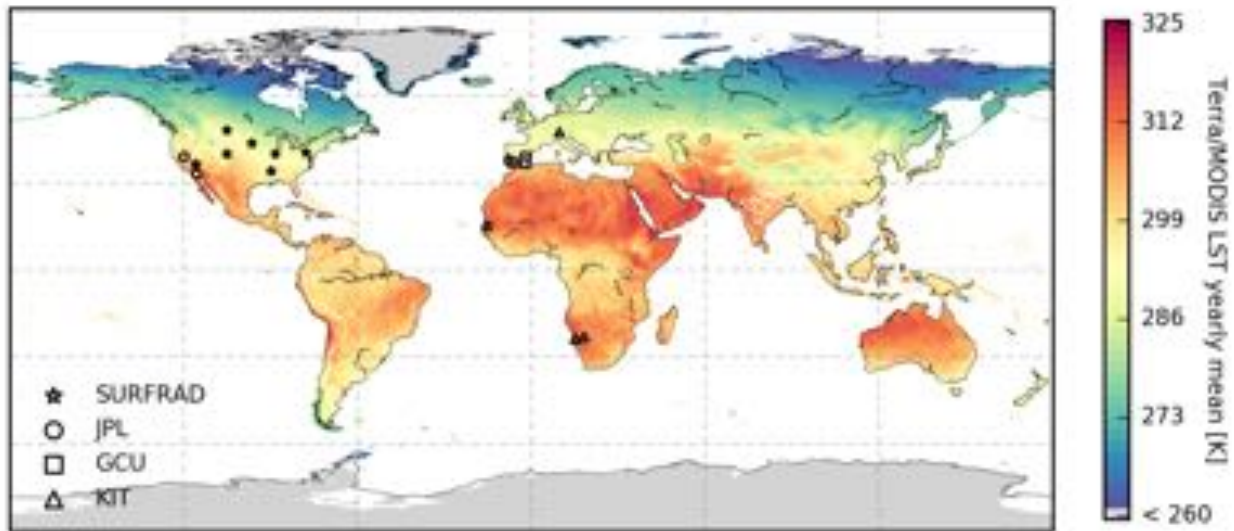 325
312
299
286
273
< 260
Terra/MODIS LST yearly mean [K]
SURFRAD
JPL
GCU
KIT